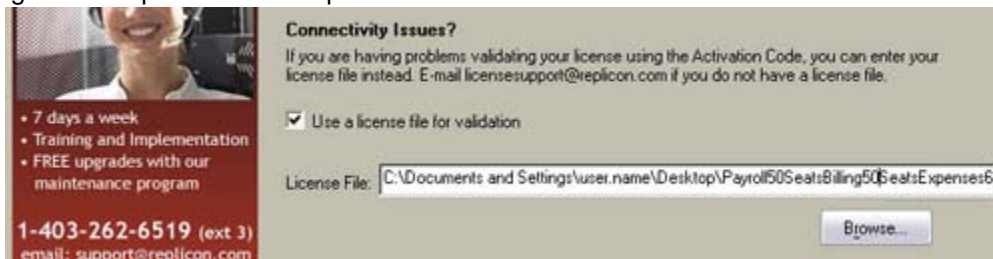 Connectivity Issues?
If you are having problems validating your license using the Activation Code, you can enter your
license file instead. E-mail licensesupport@replicon.com if you do not have a license file.
Use a license file for validation
License File: C:\Documents and Settings\user.name\Desktop\Payroll50SeatsBilling50SeatsExpenses6
Browse...
• 7 days a week
• Training and Implementation
• FREE upgrades with our
maintenance program
1-403-262-6519 (ext 3)
email: support@replicon.com